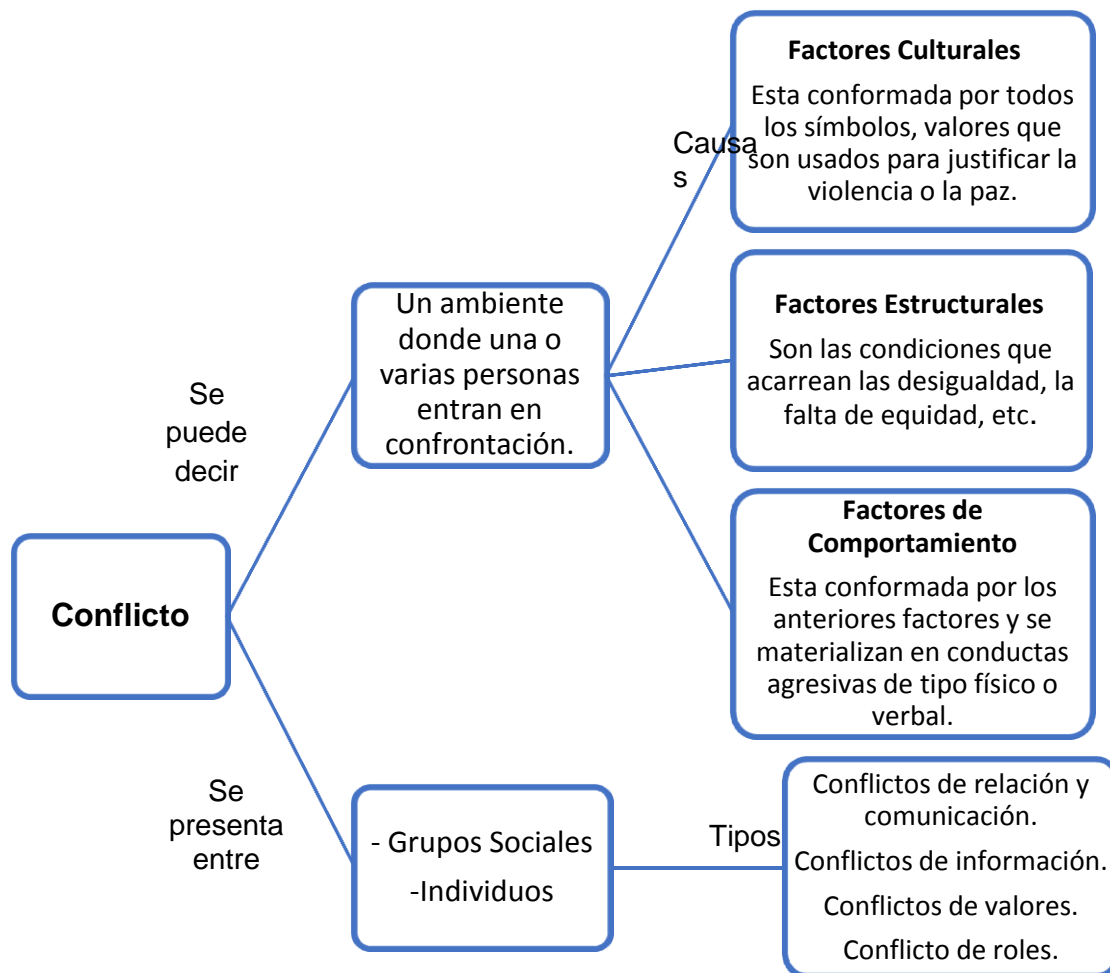 Factores Culturales
Esta conformada por todos
los símbolos, valores que
son usados para justificar la
violencia o la paz.
Causa
s
Un ambiente
donde una o
varias personas
entran en
confrontación.
Factores Estructurales
Son las condiciones que
acarrean las desigualdad, la
falta de equidad, etc.
Se
puede
decir
Factores de
Comportamiento
Esta conformada por los
anteriores factores y se
materializan en conductas
agresivas de tipo físico o
verbal.
Conflicto
Se
presenta
entre
- Grupos Sociales
-Individuos
Tipos
Conflictos de relación y
comunicación.
Conflictos de información.
Conflictos de valores.
Conflicto de roles.